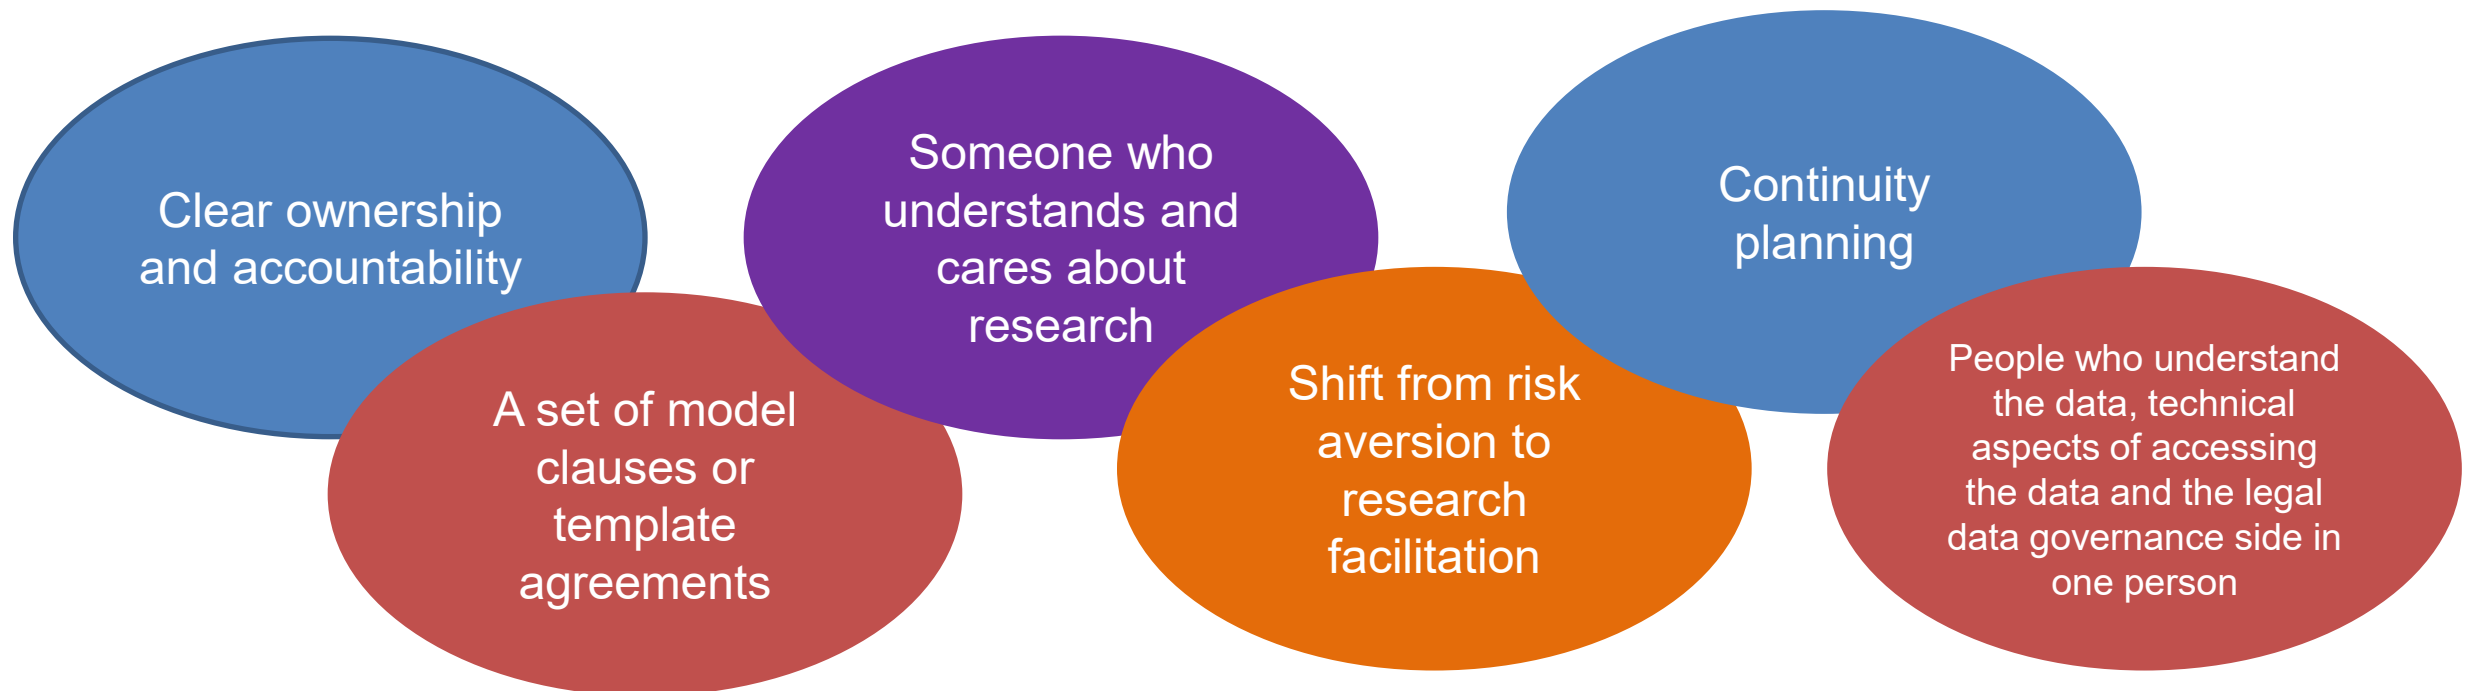 Clear ownership
and accountability
A set of model
clauses or
template
agreements
Someone who
understands and
cares about
research
Shift from risk
aversion to
research
facilitation
Continuity
planning
People who understand
the data, technical
aspects of accessing
the data and the legal
data governance side in
one person